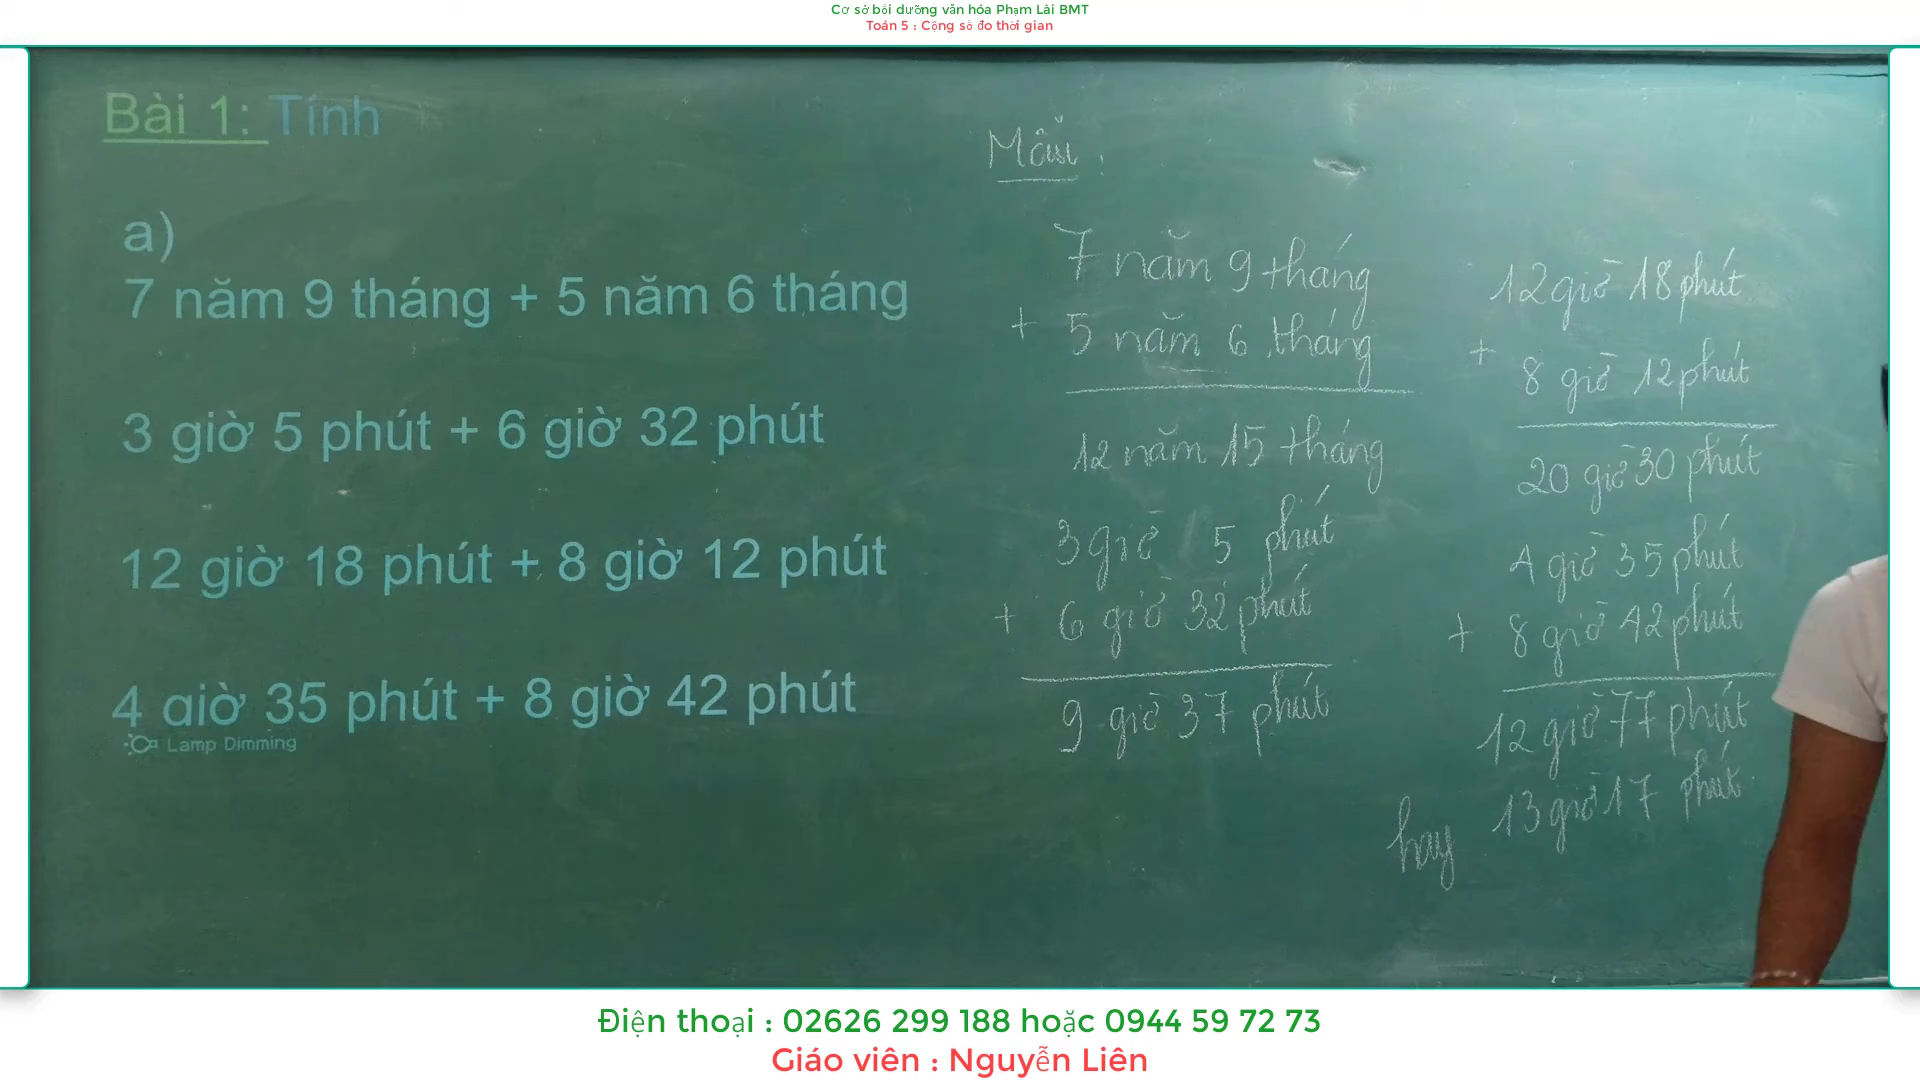 Cơ sở bồi dưỡng văn hóa Phạm Lài BMT
Toán 5 : Cộng số đo thời gian
Bài 1: Tính
a)
7 năm 9 tháng + 5 năm 6 tháng
3 giờ 5 phút + 6 giờ 32 phút
12 giờ 18 phút + 8 giờ 12 phút
4 giờ 35 phút + 8 giờ 42 phút
Lamp Dimming
Mẫu :
7 năm 9 tháng
+ 5 năm 6 tháng
12 năm 15 tháng
3 giờ 5 phút
+ 6 giờ 32 phút
9 giờ 37 phút
12 giờ 18 phút
+ 8 giờ 12 phút
20 giờ 30 phút
4 giờ 35 phút
+ 8 giờ 42 phút
12 giờ 77 phút
hay 13 giờ 17 phút
Điện thoại : 02626 299 188 hoặc 0944 59 72 73
Giáo viên : Nguyễn Liên